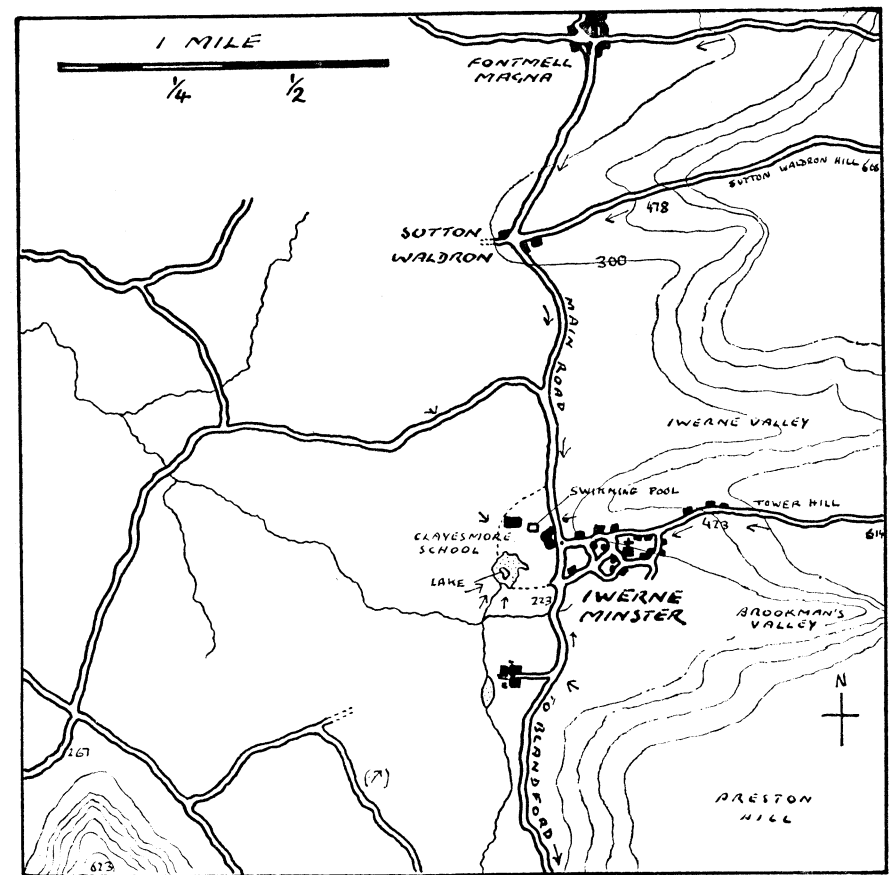 1 MILE
1/4
1/2
FONTMELL
MAGNA
SUTTON WALDRON HILL 606
478
SUTTON
WALDRON
300
MAIN ROAD
IWERNE VALLEY
SWIMMING POOL
TOWER HILL
423
614
CLAYESMORE
SCHOOL
LAKE
223
IWERNE
MINSTER
BROOKMAN'S
VALLEY
N
TO BLANDFORD
267
PRESTON
HILL
623